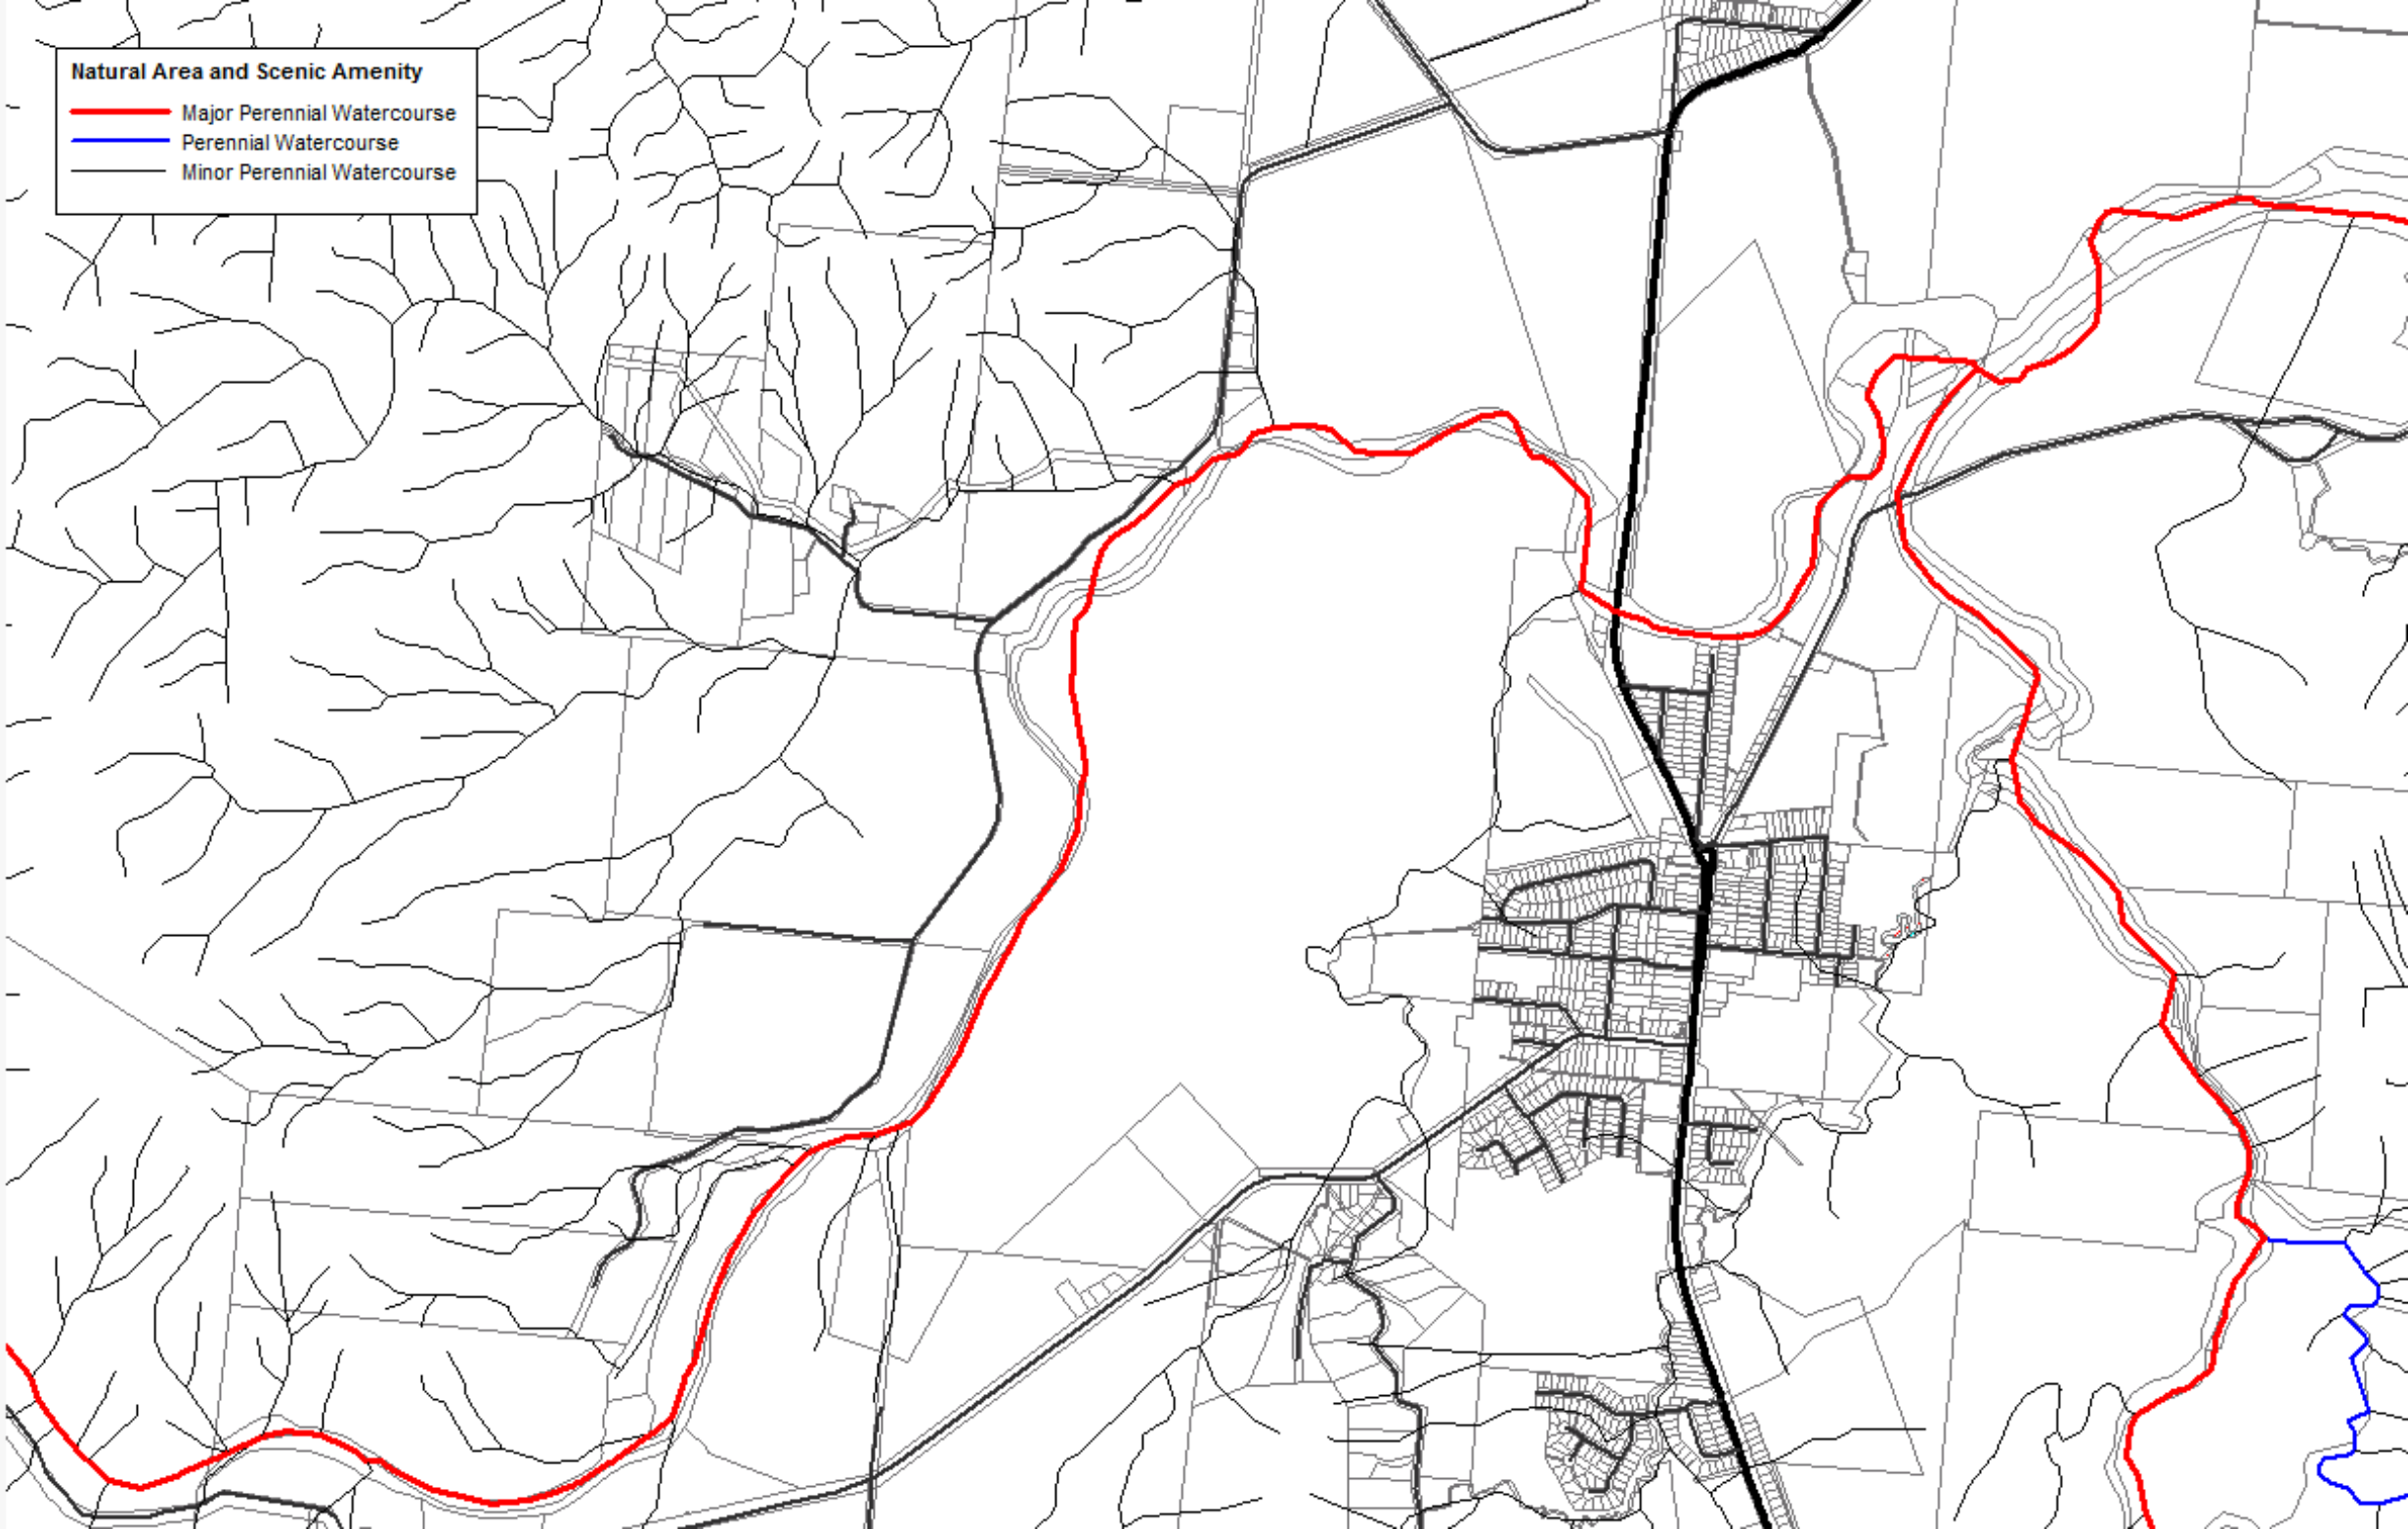 Natural Area and Scenic Amenity
Major Perennial Watercourse
Perennial Watercourse
Minor Perennial Watercourse